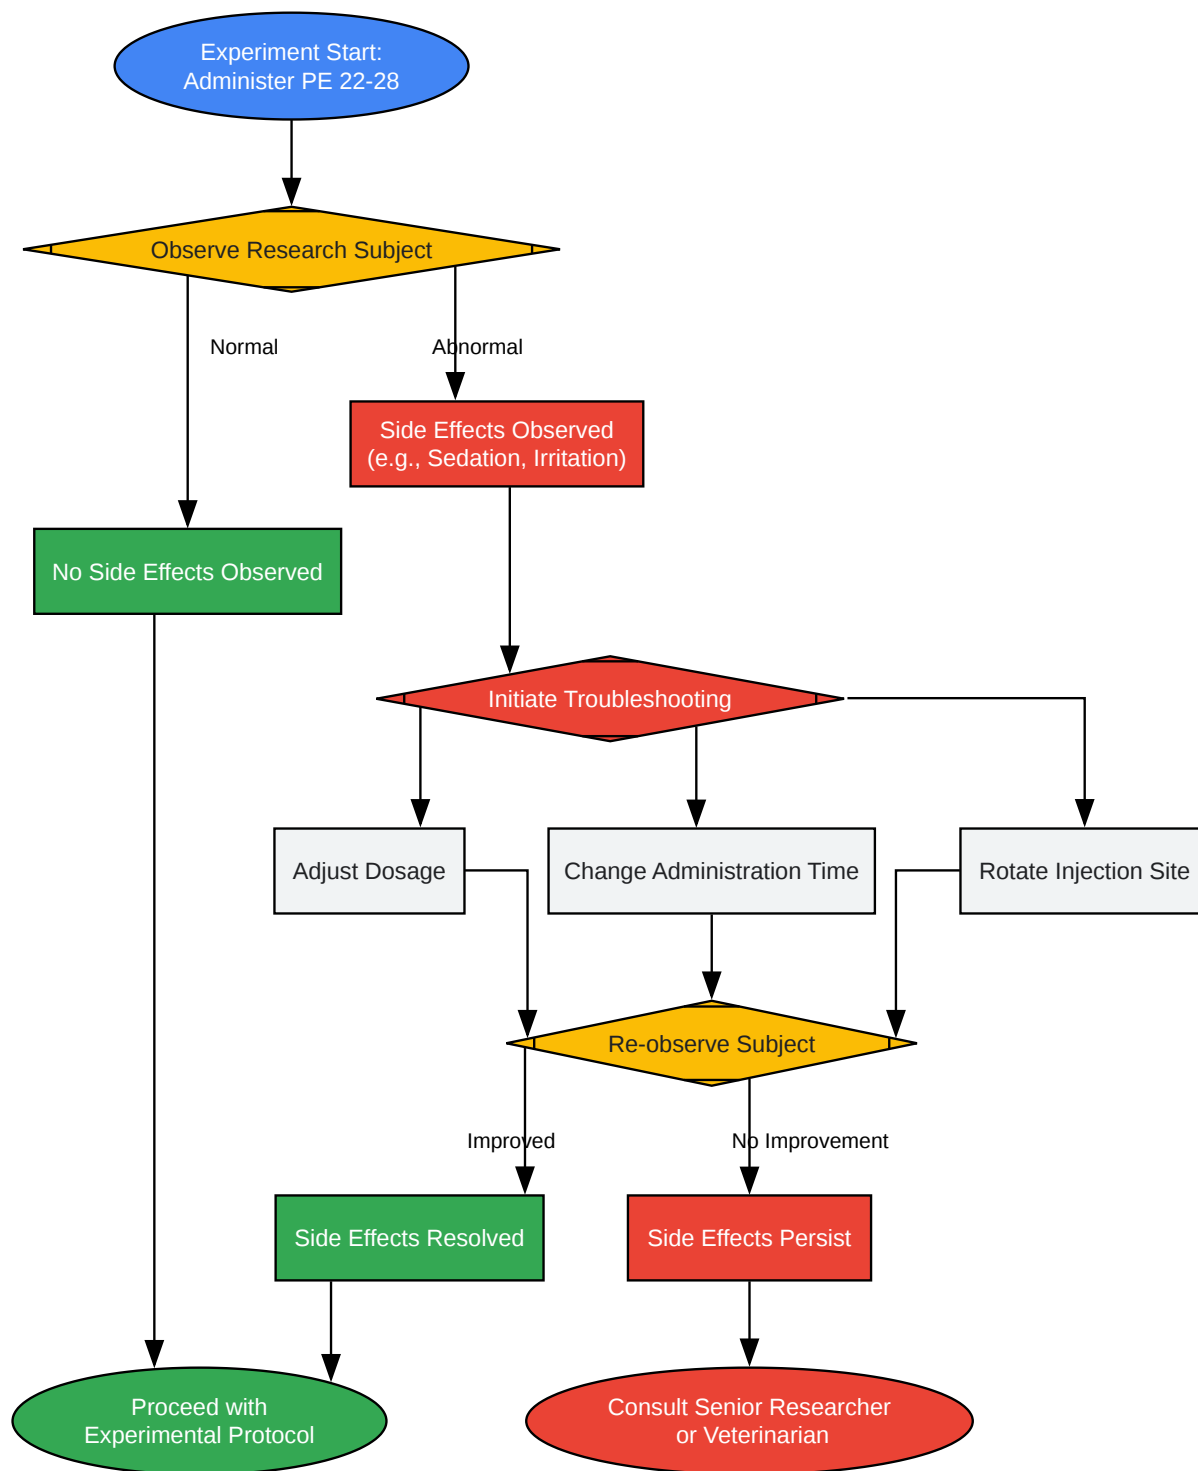 Experiment Start:
Administer PE 22-28
Observe Research Subject
Normal
Abnormal
Side Effects Observed
(e.g., Sedation, Irritation)
No Side Effects Observed
Initiate Troubleshooting
Adjust Dosage
Change Administration Time
Rotate Injection Site
Re-observe Subject
Improved
No Improvement
Side Effects Resolved
Side Effects Persist
Proceed with
Experimental Protocol
Consult Senior Researcher
or Veterinarian